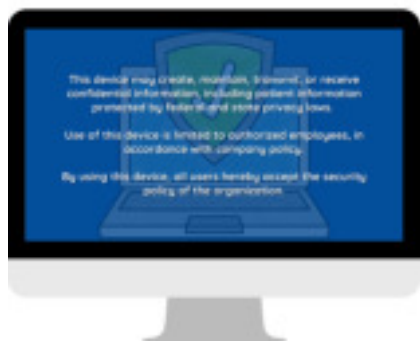 This device may create, maintain, transmit, or receive
confidential information, including patient information
protected by federal and state privacy laws.
Use of this device is limited to authorized employees, in
accordance with company policy.
By using this device, all users hereby accept the security
policy of the organization.